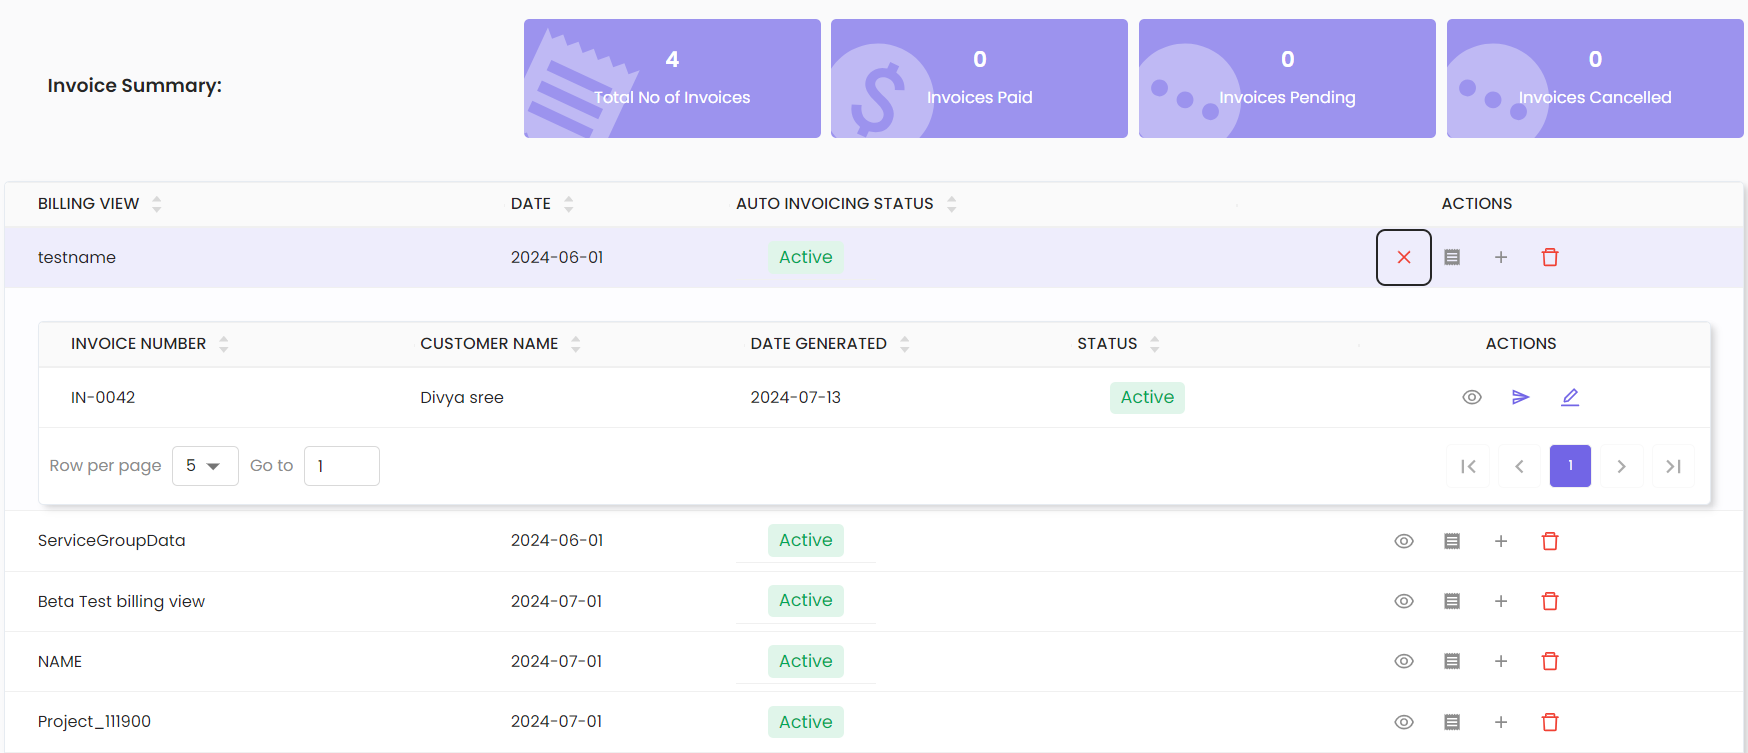 Invoice Summary:
4
Total No of Invoices
0
Invoices Paid
0
Invoices Pending
0
Invoices Cancelled
BILLING VIEW DATE AUTO INVOICING STATUS ACTIONS
testname 2024-06-01 Active
INVOICE NUMBER CUSTOMER NAME DATE GENERATED STATUS ACTIONS
IN-0042 Divya sree 2024-07-13 Active
Row per page 5 Go to 1 1
ServiceGroupData 2024-06-01 Active
Beta Test billing view 2024-07-01 Active
NAME 2024-07-01 Active
Project_111900 2024-07-01 Active